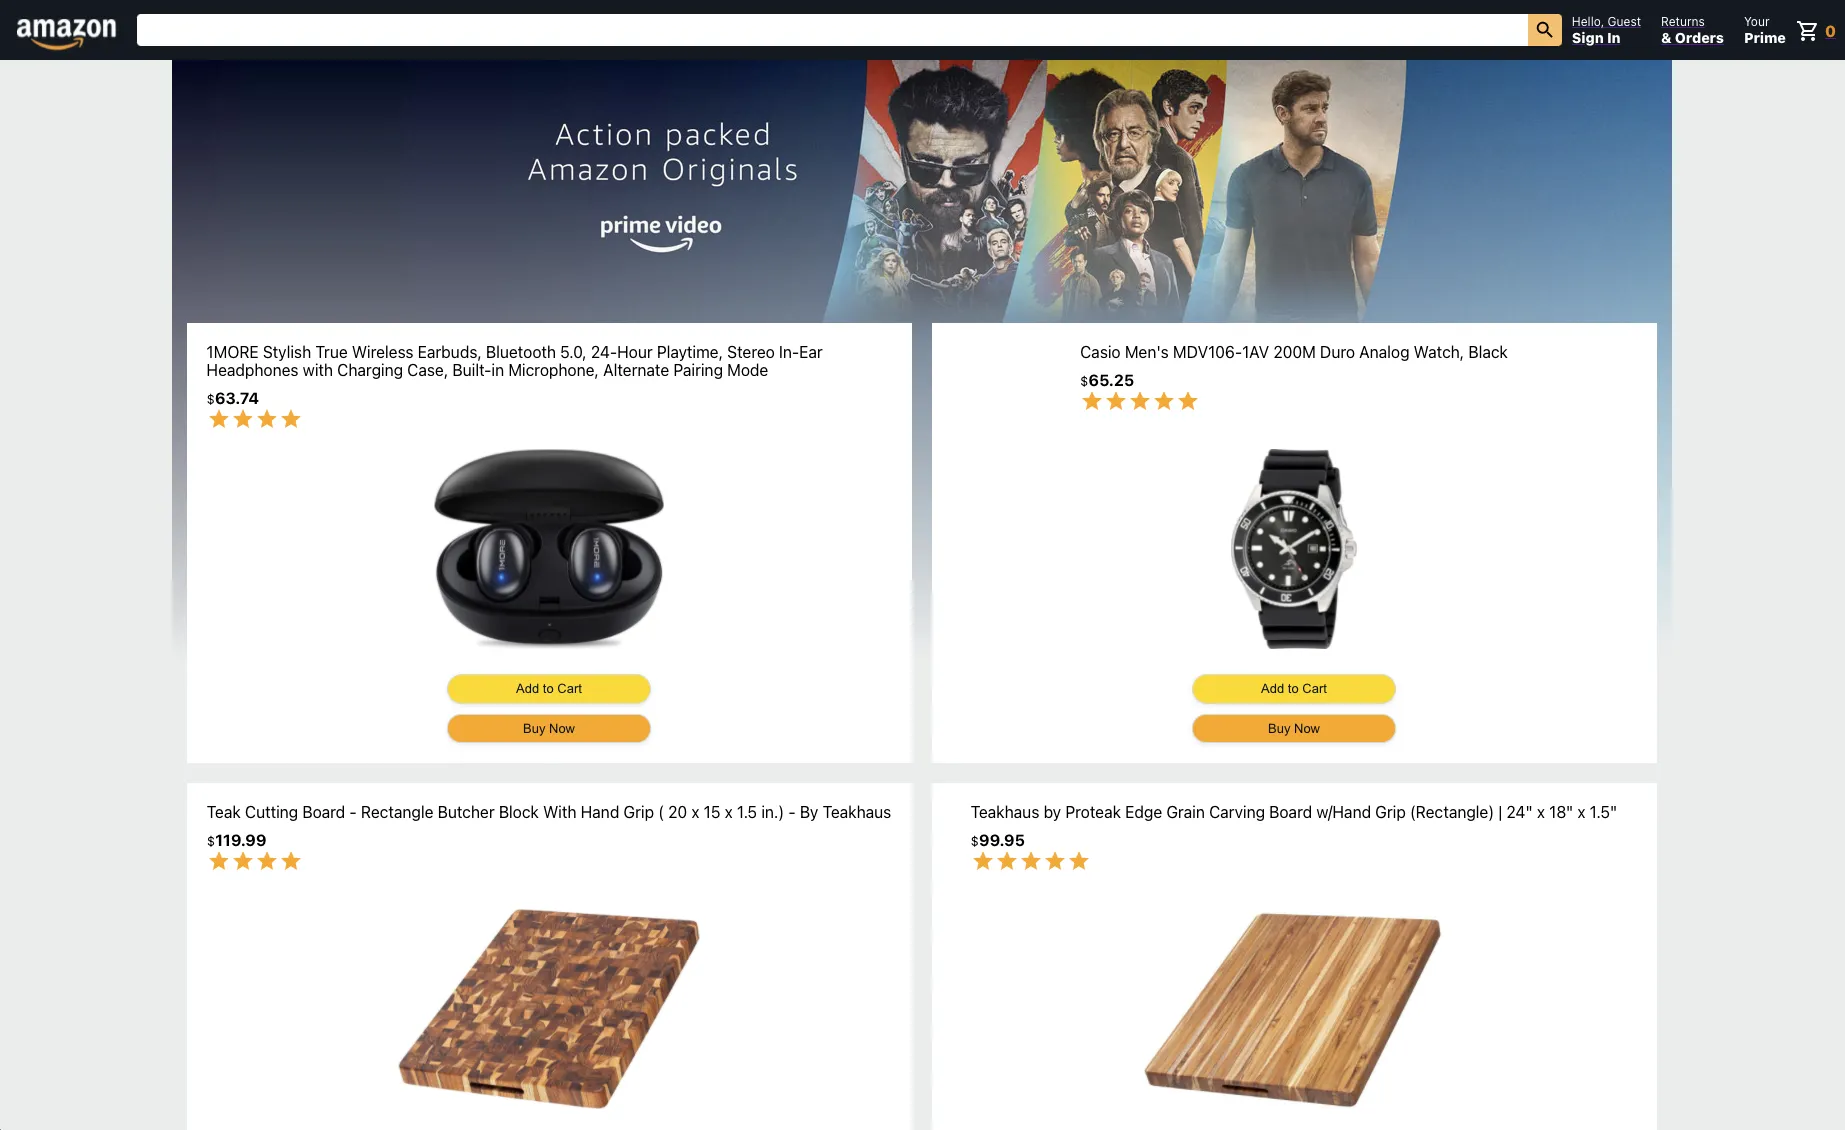 amazon
Hello, Guest
Sign In
Returns
& Orders
Your
Prime
0
Action packed
Amazon Originals
prime video
1MORE Stylish True Wireless Earbuds, Bluetooth 5.0, 24-Hour Playtime, Stereo In-Ear
Headphones with Charging Case, Built-in Microphone, Alternate Pairing Mode
$63.74
1MORE
1MORE
Add to Cart
Buy Now
Casio Men's MDV106-1AV 200M Duro Analog Watch, Black
$65.25
Add to Cart
Buy Now
Teak Cutting Board - Rectangle Butcher Block With Hand Grip ( 20 x 15 x 1.5 in.) - By Teakhaus
$119.99
Teakhaus by Proteak Edge Grain Carving Board w/Hand Grip (Rectangle) | 24" x 18" x 1.5"
$99.95